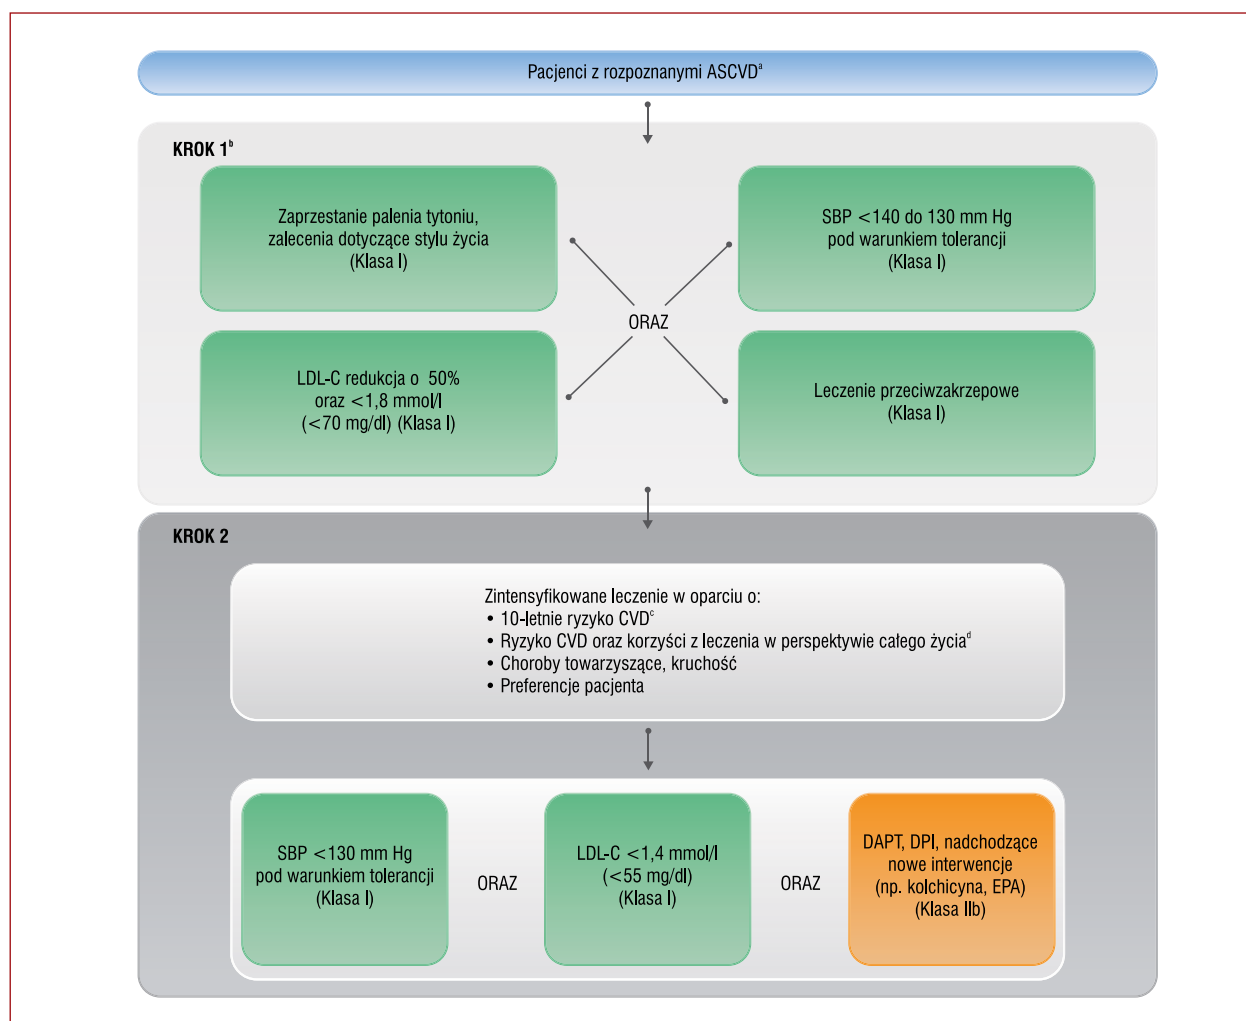 Pacjenci z rozpoznanymi ASCVDᵃ
KROK 1ᵇ
Zaprzestanie palenia tytoniu,
zalecenia dotyczące stylu życia
(Klasa I)
SBP <140 do 130 mm Hg
pod warunkiem tolerancji
(Klasa I)
ORAZ
LDL-C redukcja o 50%
oraz <1,8 mmol/l
(<70 mg/dl) (Klasa I)
Leczenie przeciwzakrzepowe
(Klasa I)
KROK 2
Zintensyfikowane leczenie w oparciu o:
• 10-letnie ryzyko CVDᶜ
• Ryzyko CVD oraz korzyści z leczenia w perspektywie całego życiaᵈ
• Choroby towarzyszące, kruchość
• Preferencje pacjenta
SBP <130 mm Hg
pod warunkiem tolerancji
(Klasa I)
ORAZ
LDL-C <1,4 mmol/l
(<55 mg/dl)
(Klasa I)
ORAZ
DAPT, DPI, nadchodzące
nowe interwencje
(np. kolchicyna, EPA)
(Klasa IIb)